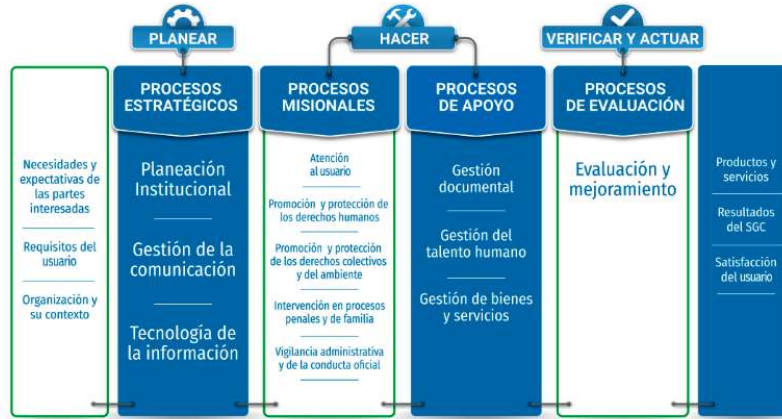 PLANEAR
HACER
VERIFICAR Y ACTUAR
Necesidades y
expectativas de
las partes
interesadas
Requisitos del
usuario
Organización y
su contexto
PROCESOS
ESTRATÉGICOS
Planeación
Institucional
Gestión de la
comunicación
Tecnología de
la información
PROCESOS
MISIONALES
Atención
al usuario
Promoción y protección de
los derechos humanos
Promoción y protección
de los derechos colectivos
y del ambiente
Intervención en procesos
penales y de familia
Vigilancia administrativa
y de la conducta oficial
PROCESOS
DE APOYO
Gestión
documental
Gestión del
talento humano
Gestión de bienes
y servicios
PROCESOS
DE EVALUACIÓN
Evaluación y
mejoramiento
Productos y
servicios
Resultados
del SGC
Satisfacción
del usuario